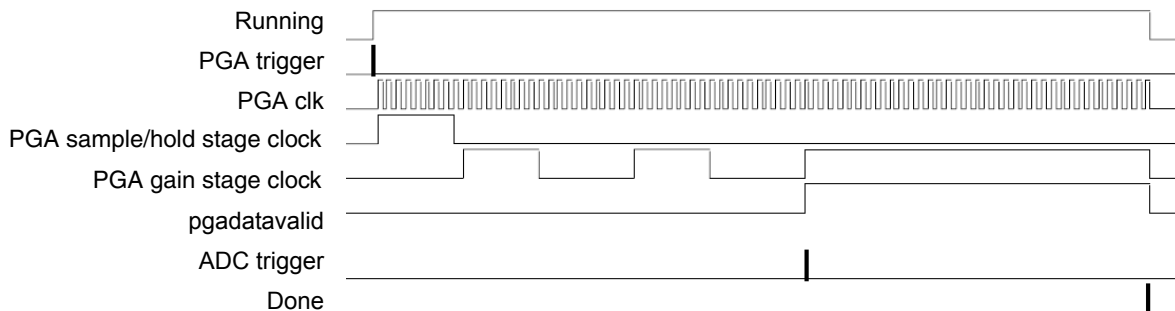 Running
PGA trigger
PGA clk
PGA sample/hold stage clock
PGA gain stage clock
pgadatavalid
ADC trigger
Done